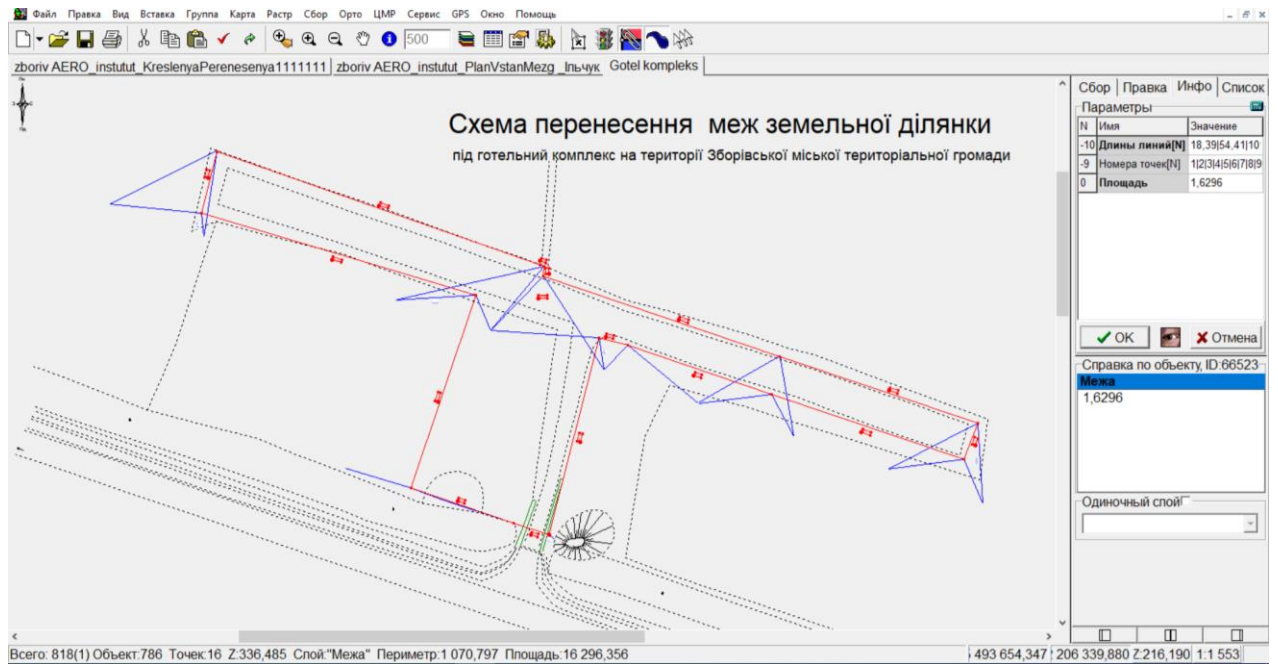 Файл Правка Вид Вставка Группа Карта Растр Сбор Орто ЦМР Сервис GPS Окно Помощь
500
zboriv AERO_instutut_KreslenyaPerenesenya1111111 zboriv AERO_instutut_PlanVstanMezg _Ільчук Gotel kompleks
Схема перенесення меж земельної ділянки
під готельний комплекс на території Зборівської міської територіальної громади
Сбор Правка Инфо Список
Параметры
N Имя Значение
-10 Длины линий[N] 18,39|54,41|10
-9 Номера точек[N] 1|2|3|4|5|6|7|8|9
0 Площадь 1,6296
OK Отмена
Справка по объекту, ID:66523
Межа
1,6296
Одиночный слой
Всего: 818(1) Объект:786 Точек:16 Z:336,485 Слой:"Межа" Периметр:1 070,797 Площадь:16 296,356 493 654,347 206 339,880 Z:216,190 1:1 553